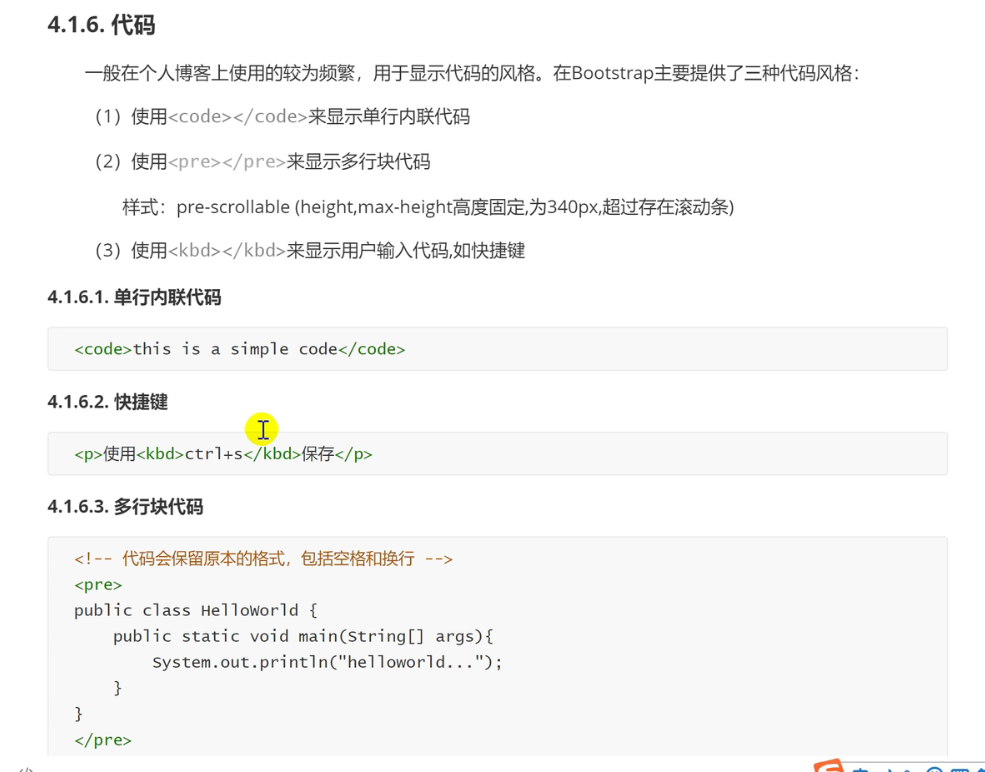 4.1.6. 代码
一般在个人博客上使用的较为频繁，用于显示代码的风格。在Bootstrap主要提供了三种代码风格：
（1）使用<code></code>来显示单行内联代码
（2）使用<pre></pre>来显示多行块代码
样式：pre-scrollable (height,max-height高度固定,为340px,超过存在滚动条)
（3）使用<kbd></kbd>来显示用户输入代码,如快捷键
4.1.6.1. 单行内联代码
<code>this is a simple code</code>
4.1.6.2. 快捷键
<p>使用<kbd>ctrl+s</kbd>保存</p>
4.1.6.3. 多行块代码
<!-- 代码会保留原本的格式，包括空格和换行 -->
<pre>
public class HelloWorld {
    public static void main(String[] args){
        System.out.println("helloworld...");
    }
}
</pre>